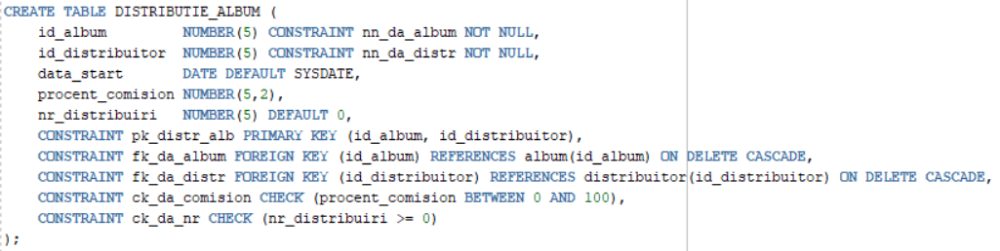 CREATE TABLE DISTRIBUTIE_ALBUM (
    id_album         NUMBER(5) CONSTRAINT nn_da_album NOT NULL,
    id_distribuitor  NUMBER(5) CONSTRAINT nn_da_distr NOT NULL,
    data_start       DATE DEFAULT SYSDATE,
    procent_comision NUMBER(5,2),
    nr_distribuiri   NUMBER(5) DEFAULT 0,
    CONSTRAINT pk_distr_alb PRIMARY KEY (id_album, id_distribuitor),
    CONSTRAINT fk_da_album FOREIGN KEY (id_album) REFERENCES album(id_album) ON DELETE CASCADE,
    CONSTRAINT fk_da_distr FOREIGN KEY (id_distribuitor) REFERENCES distribuitor(id_distribuitor) ON DELETE CASCADE,
    CONSTRAINT ck_da_comision CHECK (procent_comision BETWEEN 0 AND 100),
    CONSTRAINT ck_da_nr CHECK (nr_distribuiri >= 0)
);